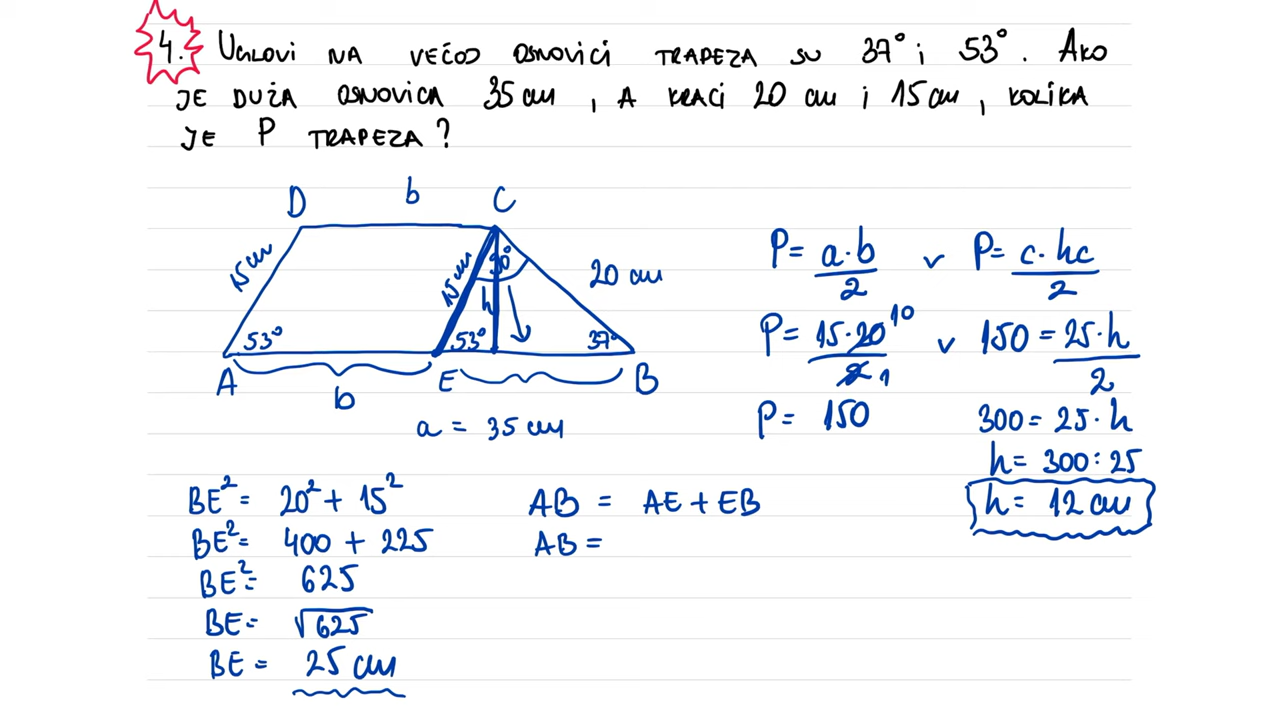 4. UGLOVI NA VEĆOJ OSNOVICI TRAPEZA SU 37° i 53°. AKO
JE DUŽA OSNOVICA 35 cm, A KRACI 20 cm i 15 cm, KOLIKA
JE P TRAPEZA?
D b C
15 cm 15 cm 90° h 20 cm
53° 53° 37°
A E B
b
a = 35 cm
P = a·b/2 v P = c·hc/2
P = 15·20/2 10 1 v 150 = 25·h/2
P = 150
300 = 25·h
h = 300:25
h = 12 cm
BE² = 20² + 15²
BE² = 400 + 225
BE² = 625
BE = √625
BE = 25 cm
AB = AE + EB
AB =